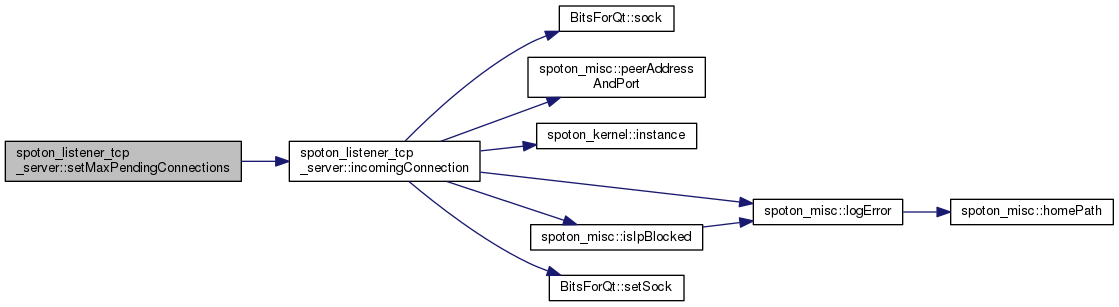 BitsForQt::sock
spoton_misc::peerAddress
AndPort
spoton_kernel::instance
spoton_listener_tcp
_server::setMaxPendingConnections
spoton_listener_tcp
_server::incomingConnection
spoton_misc::logError
spoton_misc::homePath
spoton_misc::isIpBlocked
BitsForQt::setSock